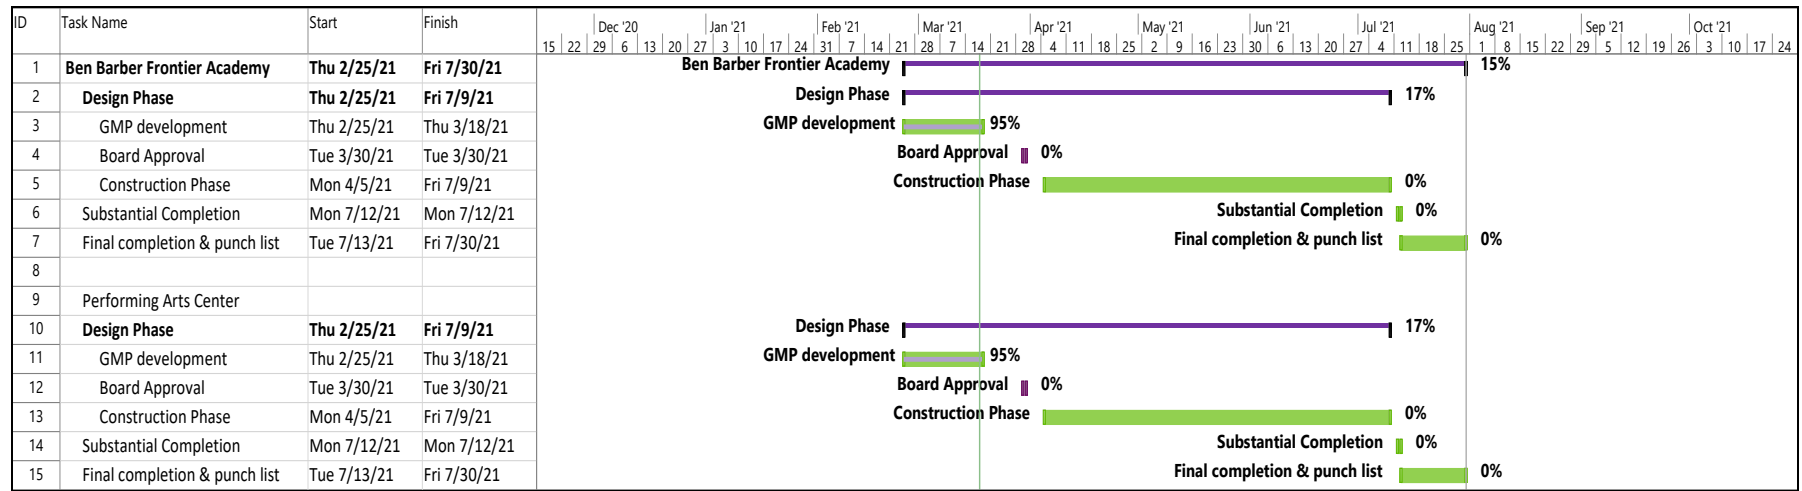 ID Task Name Start Finish Dec '20 Jan '21 Feb '21 Mar '21 Apr '21 May '21 Jun '21 Jul '21 Aug '21 Sep '21 Oct '21
15 22 29 6 13 20 27 3 10 17 24 31 7 14 21 28 7 14 21 28 4 11 18 25 2 9 16 23 30 6 13 20 27 4 11 18 25 1 8 15 22 29 5 12 19 26 3 10 17 24
1 Ben Barber Frontier Academy Thu 2/25/21 Fri 7/30/21 Ben Barber Frontier Academy 15%
2 Design Phase Thu 2/25/21 Fri 7/9/21 Design Phase 17%
3 GMP development Thu 2/25/21 Thu 3/18/21 GMP development 95%
4 Board Approval Tue 3/30/21 Tue 3/30/21 Board Approval 0%
5 Construction Phase Mon 4/5/21 Fri 7/9/21 Construction Phase 0%
6 Substantial Completion Mon 7/12/21 Mon 7/12/21 Substantial Completion 0%
7 Final completion & punch list Tue 7/13/21 Fri 7/30/21 Final completion & punch list 0%
8
9 Performing Arts Center
10 Design Phase Thu 2/25/21 Fri 7/9/21 Design Phase 17%
11 GMP development Thu 2/25/21 Thu 3/18/21 GMP development 95%
12 Board Approval Tue 3/30/21 Tue 3/30/21 Board Approval 0%
13 Construction Phase Mon 4/5/21 Fri 7/9/21 Construction Phase 0%
14 Substantial Completion Mon 7/12/21 Mon 7/12/21 Substantial Completion 0%
15 Final completion & punch list Tue 7/13/21 Fri 7/30/21 Final completion & punch list 0%